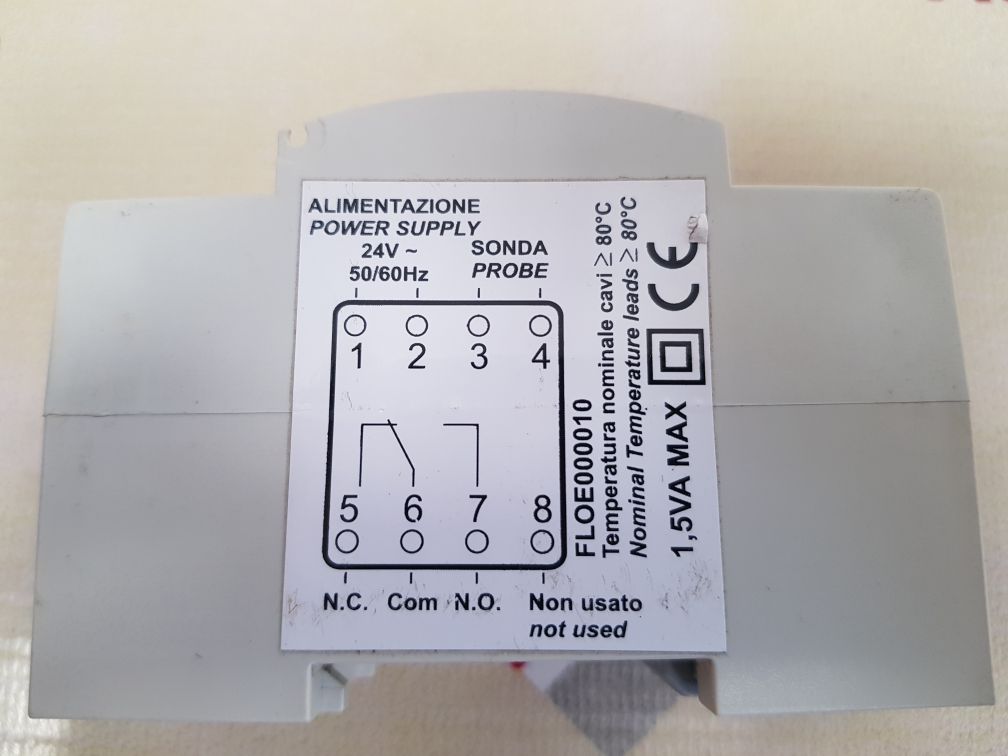 ALIMENTAZIONE
POWER SUPPLY
24V ~
50/60Hz
SONDA
PROBE
1 2 3 4
5 6 7 8
N.C. Com N.O. Non usato
not used
FLOE000010
Temperatura nominale cavi ≥ 80°C
Nominal Temperature leads ≥ 80°C
1,5VA MAX CE